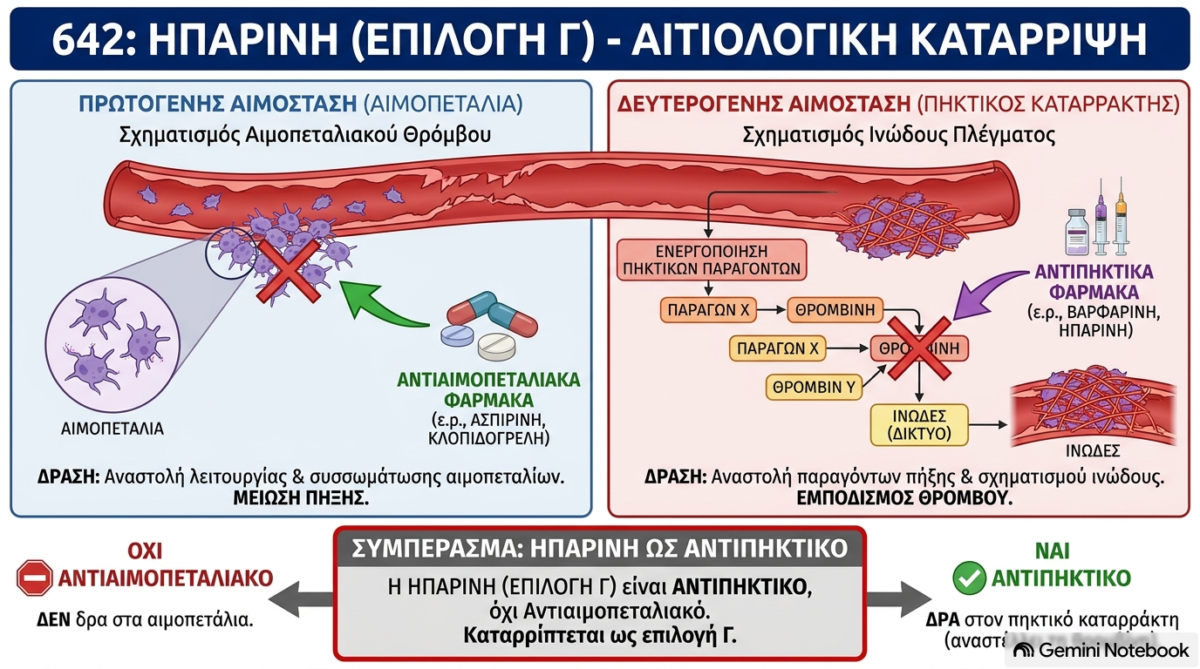 642: ΗΠΑΡΙΝΗ (ΕΠΙΛΟΓΗ Γ) - ΑΙΤΙΟΛΟΓΙΚΗ ΚΑΤΑΡΡΙΨΗ
ΠΡΩΤΟΓΕΝΗΣ ΑΙΜΟΣΤΑΣΗ (ΑΙΜΟΠΕΤΑΛΙΑ)
Σχηματισμός Αιμοπεταλιακού Θρόμβου
ΑΙΜΟΠΕΤΑΛΙΑ
ΑΝΤΙΑΙΜΟΠΕΤΑΛΙΑΚΑ
ΦΑΡΜΑΚΑ
(ε.ρ., ΑΣΠΙΡΙΝΗ,
ΚΛΟΠΙΔΟΓΡΕΛΗ)
ΔΡΑΣΗ: Αναστολή λειτουργίας & συσσωμάτωσης αιμοπεταλίων.
ΜΕΙΩΣΗ ΠΗΞΗΣ.
ΔΕΥΤΕΡΟΓΕΝΗΣ ΑΙΜΟΣΤΑΣΗ (ΠΗΚΤΙΚΟΣ ΚΑΤΑΡΡΑΚΤΗΣ)
Σχηματισμός Ινώδους Πλέγματος
ΕΝΕΡΓΟΠΟΙΗΣΗ
ΠΗΚΤΙΚΩΝ ΠΑΡΑΓΟΝΤΩΝ
ΠΑΡΑΓΩΝ Χ
ΘΡΟΜΒΙΝΗ
ΠΑΡΑΓΩΝ Χ
ΘΡΟΜΒΙΝ Υ
ΙΝΩΔΕΣ
(ΔΙΚΤΥΟ)
ΙΝΩΔΕΣ
ΑΝΤΙΠΗΚΤΙΚΑ
ΦΑΡΜΑΚΑ
(ε.ρ., ΒΑΡΦΑΡΙΝΗ,
ΗΠΑΡΙΝΗ)
ΔΡΑΣΗ: Αναστολή παραγόντων πήξης & σχηματισμού ινώδους.
ΕΜΠΟΔΙΣΜΟΣ ΘΡΟΜΒΟΥ.
ΟΧΙ
ΑΝΤΙΑΙΜΟΠΕΤΑΛΙΑΚΟ
ΔΕΝ δρα στα αιμοπετάλια.
ΣΥΜΠΕΡΑΣΜΑ: ΗΠΑΡΙΝΗ ΩΣ ΑΝΤΙΠΗΚΤΙΚΟ
Η ΗΠΑΡΙΝΗ (ΕΠΙΛΟΓΗ Γ) είναι ΑΝΤΙΠΗΚΤΙΚΟ,
όχι Αντιαιμοπεταλιακό.
Καταρρίπτεται ως επιλογή Γ.
ΝΑΙ
ΑΝΤΙΠΗΚΤΙΚΟ
ΔΡΑ στον πηκτικό καταρράκτη
Gemini Notebook